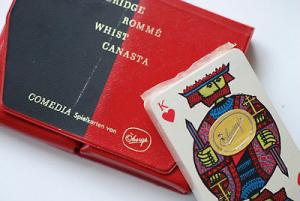 BRIDGE
ROMMÉ
WHIST
CANASTA
COMEDIA Spielkarten von
K